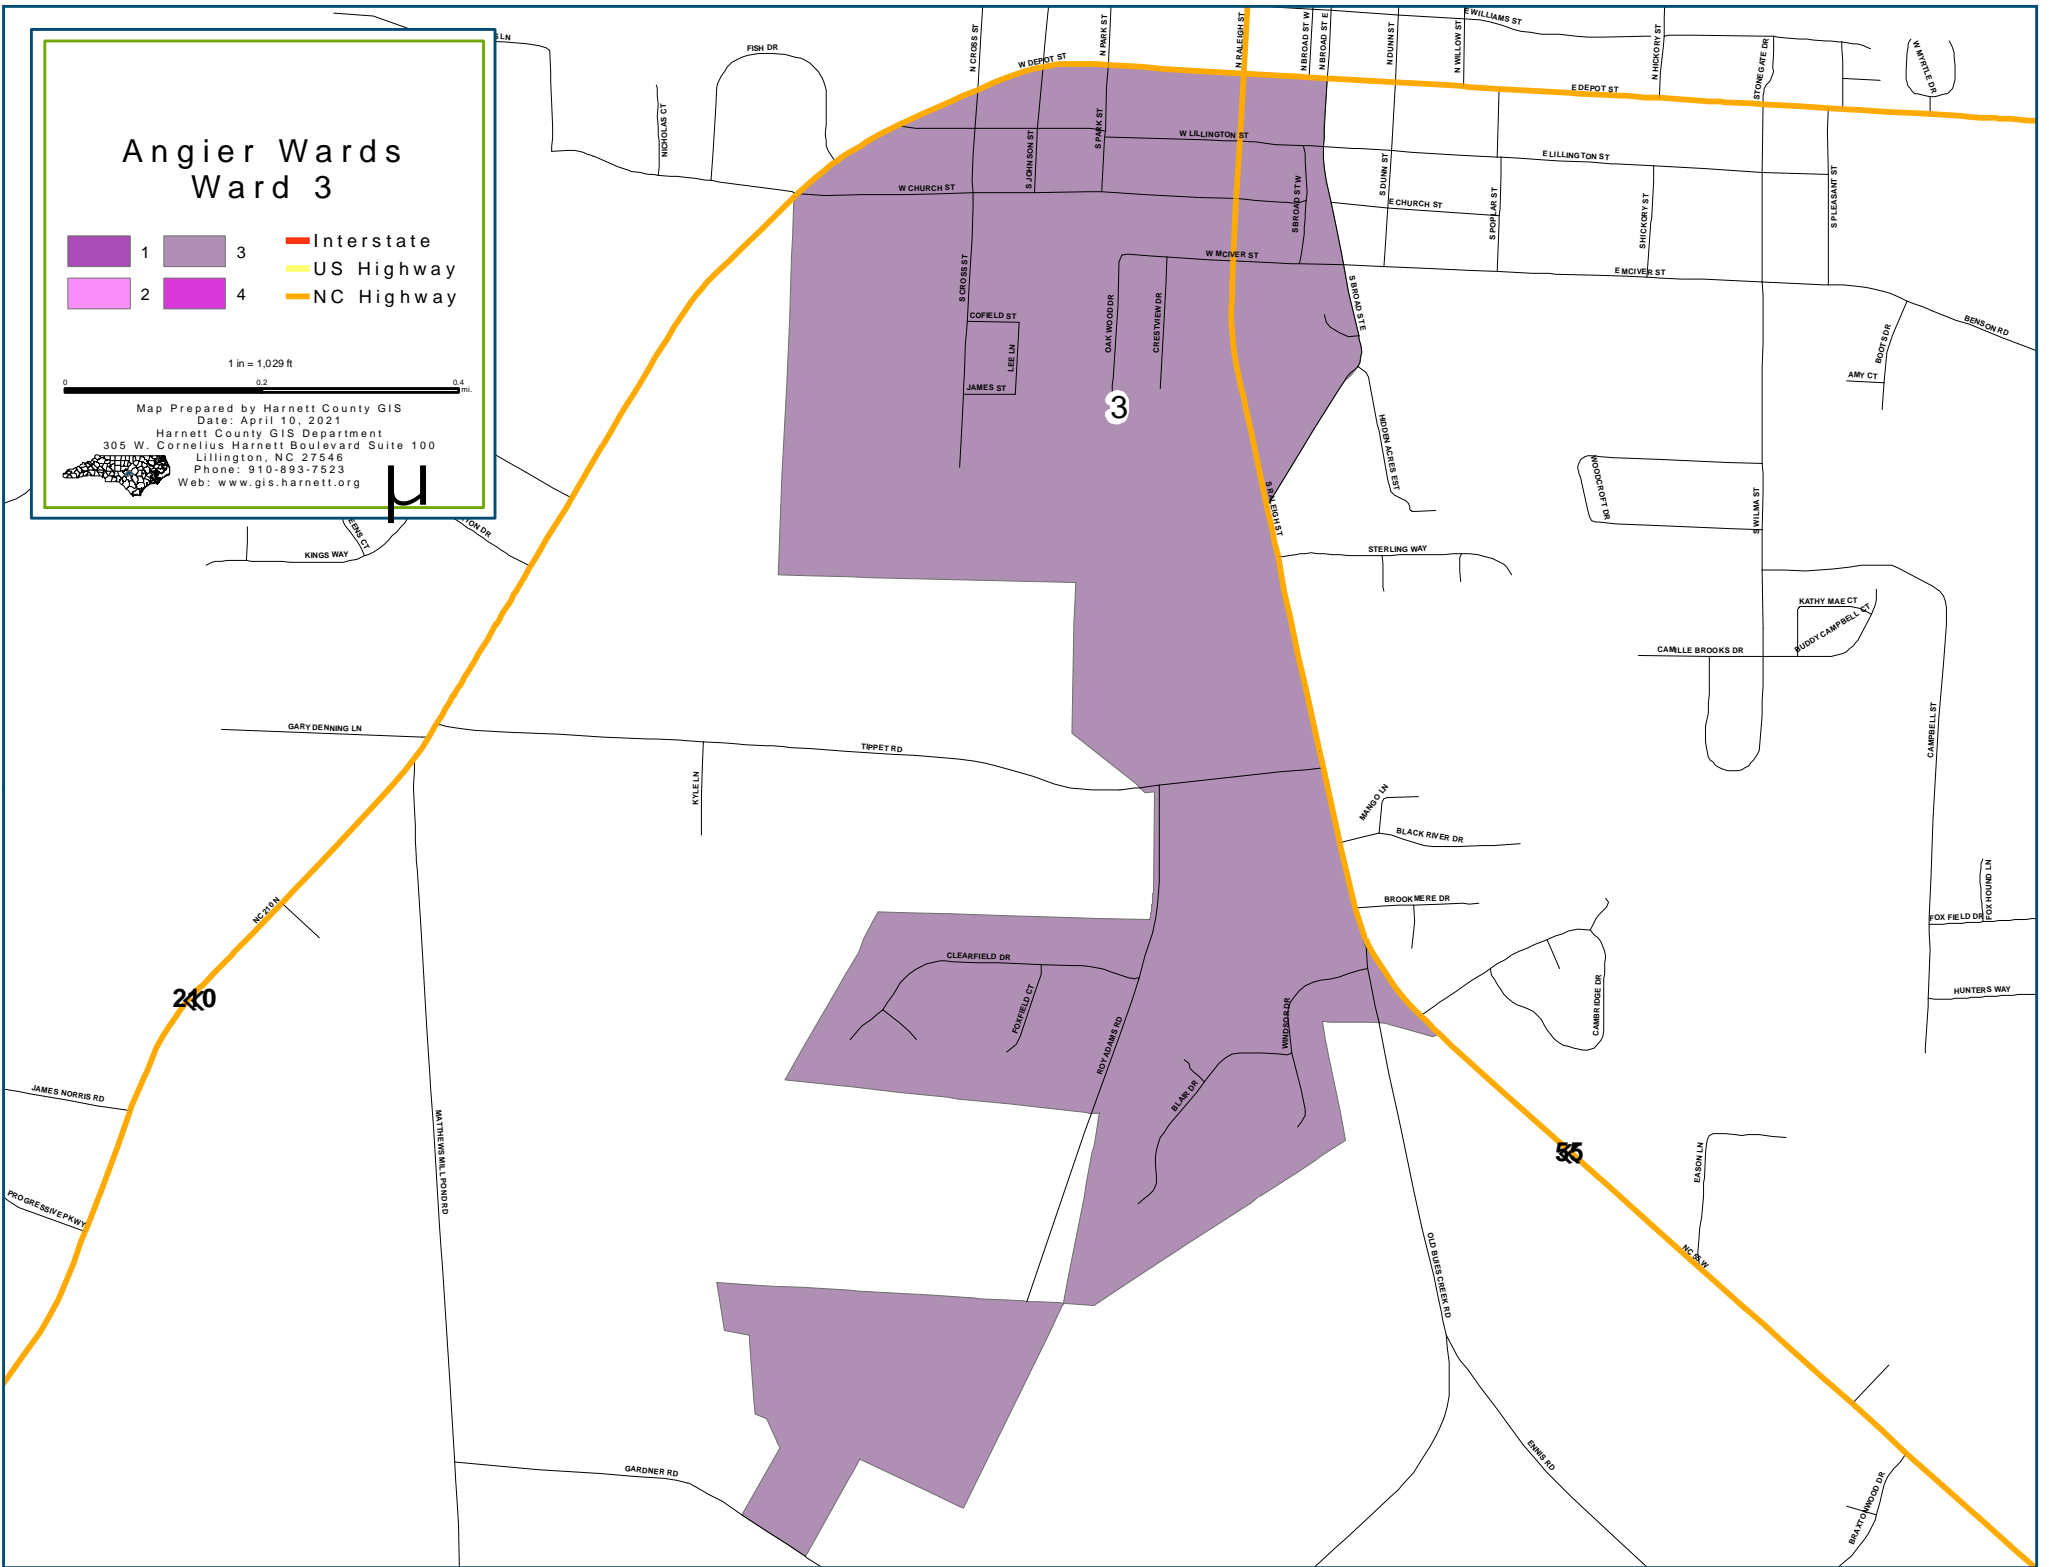 Angier Wards
Ward 3
1
3
2
4
Interstate
US Highway
NC Highway
1 in = 1,029 ft
0
0.2
0.4
mi.
Map Prepared by Harnett County GIS
Date: April 10, 2021
Harnett County GIS Department
305 W. Cornelius Harnett Boulevard Suite 100
Lillington, NC 27546
Phone: 910-893-7523
Web: www.gis.harnett.org
µ
FISH DR
NICHOLAS CT
N CROSS ST
W DEPOT ST
N PARK ST
N RALEIGH ST
N BROAD ST W
N BROAD ST E
N DUNN ST
E WILLIAMS ST
N WILLOW ST
N HICKORY ST
STONEGATE DR
W MYRTLE DR
E DEPOT ST
S PARK ST
S JOHNSON ST
W LILLINGTON ST
E LILLINGTON ST
W CHURCH ST
E CHURCH ST
S BROAD ST W
S DUNN ST
S POPLAR ST
S HICKORY ST
S PLEASANT ST
S CROSS ST
W MCIVER ST
E MCIVER ST
BENSON RD
BOOTS DR
AMY CT
COFIELD ST
LEE LN
JAMES ST
OAK WOOD DR
CRESTVIEW DR
S BROAD ST E
3
HIDDEN ACRES EST
S RALEIGH ST
WOODCROFT DR
S WILMA ST
STERLING WAY
KINGS WAY
KATHY MAE CT
BUDDY CAMPBELL CT
CAMILLE BROOKS DR
CAMPBELL ST
GARY DENNING LN
TIPPET RD
KYLE LN
MANGO LN
BLACK RIVER DR
BROOKMERE DR
FOX HOUND LN
FOX FIELD DR
NC 210 N
210
CLEARFIELD DR
FOXFIELD CT
ROY ADAMS RD
WINDSOR DR
BLAIR DR
CAMBRIDGE DR
HUNTERS WAY
JAMES NORRIS RD
MATTHEWS MILL POND RD
PROGRESSIVE PKWY
55
EASON LN
NC 55 W
OLD BUIES CREEK RD
ENNIS RD
GARDNER RD
BRAXTONWOOD DR